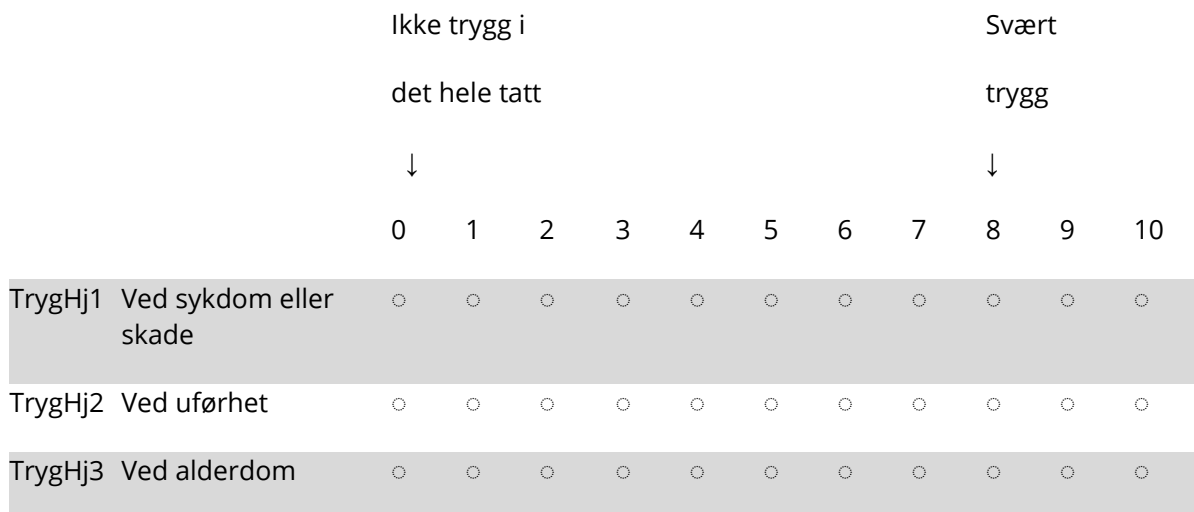 Ikke trygg i Svært
det hele tatt trygg
↓ ↓
0 1 2 3 4 5 6 7 8 9 10
TrygHj1 Ved sykdom eller
skade
TrygHj2 Ved uførhet
TrygHj3 Ved alderdom